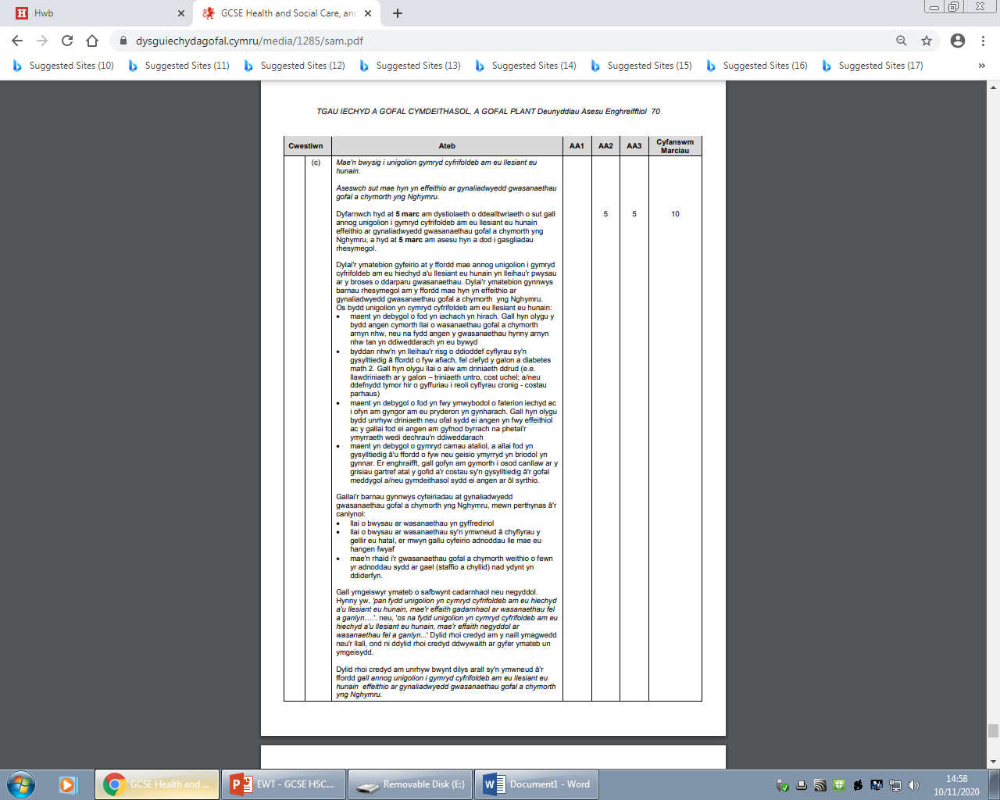 Hwb
GCSE Health and Social Care, and
dysguiechydagofal.cymru/media/1285/sam.pdf
Suggested Sites (10)
Suggested Sites (11)
Suggested Sites (12)
Suggested Sites (13)
Suggested Sites (14)
Suggested Sites (15)
Suggested Sites (16)
Suggested Sites (17)
»
TGAU IECHYD A GOFAL CYMDEITHASOL, A GOFAL PLANT Deunyddiau Asesu Enghreifftiol 70
Cwestiwn
Ateb
AA1
AA2
AA3
Cyfanswm
Marciau
(c)
Mae'n bwysig i unigolion gymryd cyfrifoldeb am eu llesiant eu
hunain.
Aseswch sut mae hyn yn effeithio ar gynaliadwyedd gwasanaethau
gofal a chymorth yng Nghymru.
Dyfarnwch hyd at 5 marc am dystiolaeth o ddealltwriaeth o sut gall
annog unigolion i gymryd cyfrifoldeb am eu llesiant eu hunain
effeithio ar gynaliadwyedd gwasanaethau gofal a chymorth yng
Nghymru, a hyd at 5 marc am asesu hyn a dod i gasgliadau
rhesymegol.
5
5
10
Dylai'r ymatebion gyfeirio at y ffordd mae annog unigolion i gymryd
cyfrifoldeb am eu hiechyd a'u llesiant eu hunain yn lleihau'r pwysau
ar y broses o ddarparu gwasanaethau. Dylai'r ymatebion gynnwys
barnau rhesymegol am y ffordd mae hyn yn effeithio ar
gynaliadwyedd gwasanaethau gofal a chymorth yng Nghymru.
Os bydd unigolion yn cymryd cyfrifoldeb am eu llesiant eu hunain:
• maent yn debygol o fod yn iachach yn hirach. Gall hyn olygu y
bydd angen cymorth llai o wasanaethau gofal a chymorth
arnyn nhw, neu na fydd angen y gwasanaethau hynny arnyn
nhw tan yn ddiweddarach yn eu bywyd
• byddan nhw'n yn lleihau'r risg o ddioddef cyflyrau sy'n
gysylltiedig â ffordd o fyw afiach, fel clefyd y galon a diabetes
math 2. Gall hyn olygu llai o alw am driniaeth ddrud (e.e.
llawdriniaeth ar y galon – triniaeth untro, cost uchel; a/neu
ddefnydd tymor hir o gyffuriau i reoli cyflyrau cronig - costau
parhaus)
• maent yn debygol o fod yn fwy ymwybodol o faterion iechyd ac
i ofyn am gyngor am eu pryderon yn gynharach. Gall hyn olygu
bydd unrhyw driniaeth neu ofal sydd ei angen yn fwy effeithiol
ac y gallai fod ei angen am gyfnod byrrach na phetai'r
ymyrraeth wedi dechrau'n ddiweddarach
• maent yn debygol o gymryd camau ataliol, a allai fod yn
gysylltiedig â'u ffordd o fyw neu geisio ymyrryd yn briodol yn
gynnar. Er enghraifft, gall gofyn am gymorth i osod canllaw ar y
grisiau gartref atal y gofid a'r costau sy'n gysylltiedig â'r gofal
meddygol a/neu gymdeithasol sydd ei angen ar ôl syrthio.
Gallai'r barnau gynnwys cyfeiriadau at gynaliadwyedd
gwasanaethau gofal a chymorth yng Nghymru, mewn perthynas â'r
canlynol:
• llai o bwysau ar wasanaethau yn gyffredinol
• llai o bwysau ar wasanaethau sy'n ymwneud â chyflyrau y
gellir eu hatal, er mwyn gallu cyfeirio adnoddau lle mae eu
hangen fwyaf
• mae'n rhaid i'r gwasanaethau gofal a chymorth weithio o fewn
yr adnoddau sydd ar gael (staffio a chyllid) nad ydynt yn
ddiderfyn.
Gall ymgeiswyr ymateb o safbwynt cadarnhaol neu negyddol.
Hynny yw, 'pan fydd unigolion yn cymryd cyfrifoldeb am eu hiechyd
a'u llesiant eu hunain, mae'r effaith gadarnhaol ar wasanaethau fel
a ganlyn....'. neu, 'os na fydd unigolion yn cymryd cyfrifoldeb am eu
hiechyd a'u llesiant eu hunain, mae'r effaith negyddol ar
wasanaethau fel a ganlyn...' Dylid rhoi credyd am y naill ymagwedd
neu'r llall, ond ni ddylid rhoi credyd ddwywaith ar gyfer ymateb un
ymgeisydd.
Dylid rhoi credyd am unrhyw bwynt dilys arall sy'n ymwneud â'r
ffordd gall annog unigolion i gymryd cyfrifoldeb am eu llesiant eu
hunain effeithio ar gynaliadwyedd gwasanaethau gofal a chymorth
yng Nghymru.
GCSE Health and ...
EWT - GCSE HSC...
Removable Disk (E:)
Document1 - Word
14:58
10/11/2020